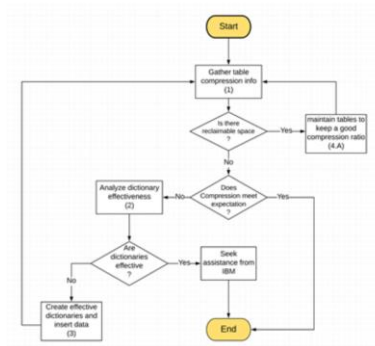 Start
Gather table
compression info
(1)
Is there
reclaimable space
?
Yes
maintain tables to
keep a good
compression ratio
(4.A)
No
Does
Compression meet
expectation
?
No
Yes
Analyze dictionary
effectiveness
(2)
Are
dictionaries
effective
?
Yes
Seek
assistance from
IBM
No
Create effective
dictionaries and
insert data
(3)
End